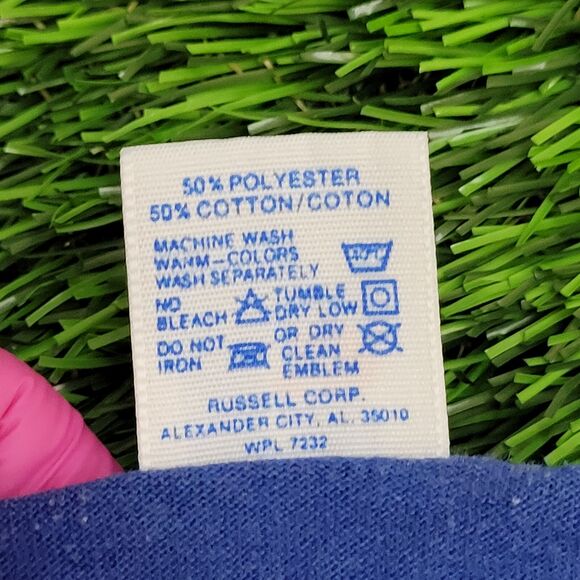 50% POLYESTER
50% COTTON/COTON
MACHINE WASH
WARM-COLORS
WASH SEPARATELY
NO
BLEACH
TUMBLE
DRY LOW
DO NOT
IRON
OR DRY
CLEAN
EMBLEM
RUSSELL CORP.
ALEXANDER CITY, AL. 35010
WPL 7232